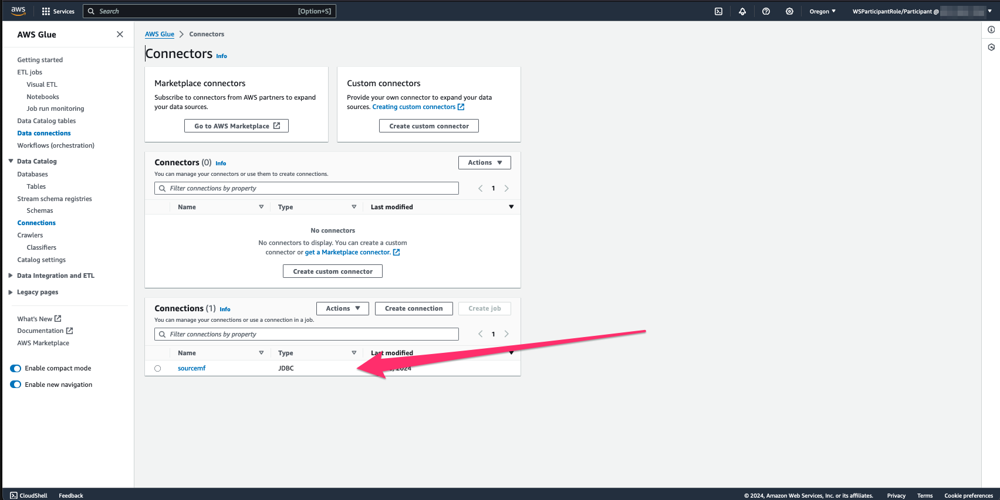 aws
Services
Search
[Option+S]
Oregon
WSParticipantRole/Participant @
AWS Glue
Getting started
ETL jobs
Visual ETL
Notebooks
Job run monitoring
Data Catalog tables
Data connections
Workflows (orchestration)
Data Catalog
Databases
Tables
Stream schema registries
Schemas
Connections
Crawlers
Classifiers
Catalog settings
Data Integration and ETL
Legacy pages
What's New
Documentation
AWS Marketplace
Enable compact mode
Enable new navigation
AWS Glue > Connectors
Connectors Info
Marketplace connectors
Subscribe to connectors from AWS partners to expand
your data sources.
Go to AWS Marketplace
Custom connectors
Provide your own connector to expand your data
sources. Creating custom connectors
Create custom connector
Connectors (0) Info
Actions
You can manage your connectors or use them to create connections.
Filter connections by property
1
Name Type Last modified
No connectors
No connectors to display. You can create a custom
connector or get a Marketplace connector.
Create custom connector
Connections (1) Info
Actions
Create connection
Create job
You can manage your connections or use a connection in a job.
Filter connections by property
1
Name Type Last modified
sourcemf JDBC 2024
CloudShell
Feedback
© 2024, Amazon Web Services, Inc. or its affiliates.
Privacy
Terms
Cookie preferences